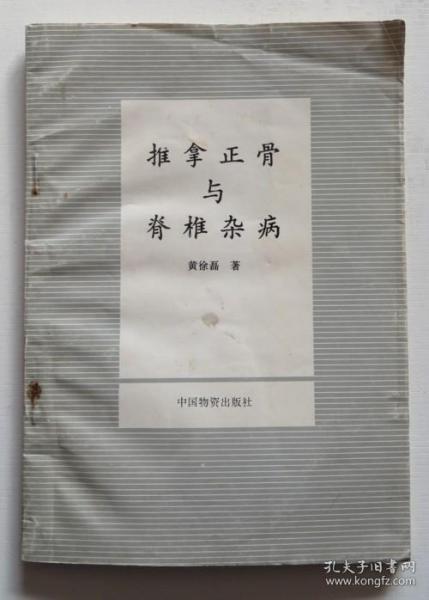 推拿正骨
与
脊椎杂病
黄徐磊 著
中国物资出版社
孔夫子旧书网
www.kongfz.com